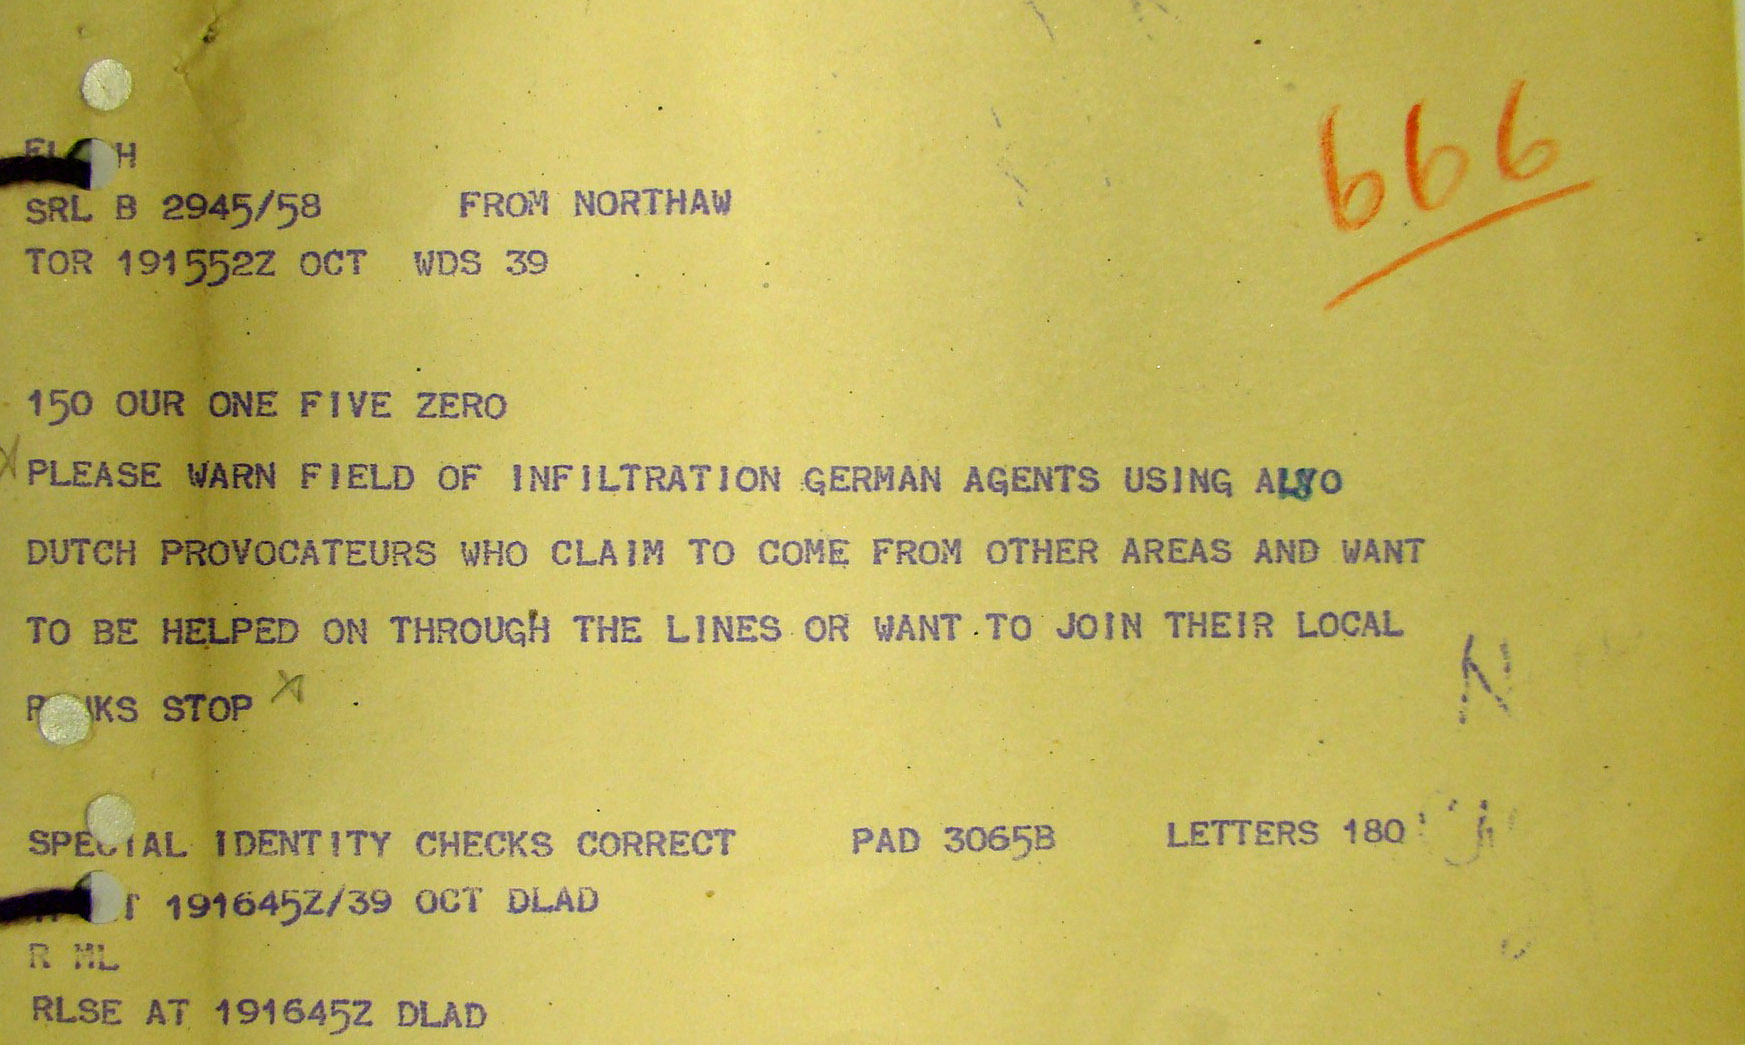 666
SRL B 2945/58 FROM NORTHAW
TOR 191552Z OCT WDS 39
150 OUR ONE FIVE ZERO
PLEASE WARN FIELD OF INFILTRATION GERMAN AGENTS USING ALSO
DUTCH PROVOCATEURS WHO CLAIM TO COME FROM OTHER AREAS AND WANT
TO BE HELPED ON THROUGH THE LINES OR WANT TO JOIN THEIR LOCAL
RANKS STOP
N
SPECIAL IDENTITY CHECKS CORRECT PAD 3065B LETTERS 180
191645Z/39 OCT DLAD
R ML
RLSE AT 191645Z DLAD